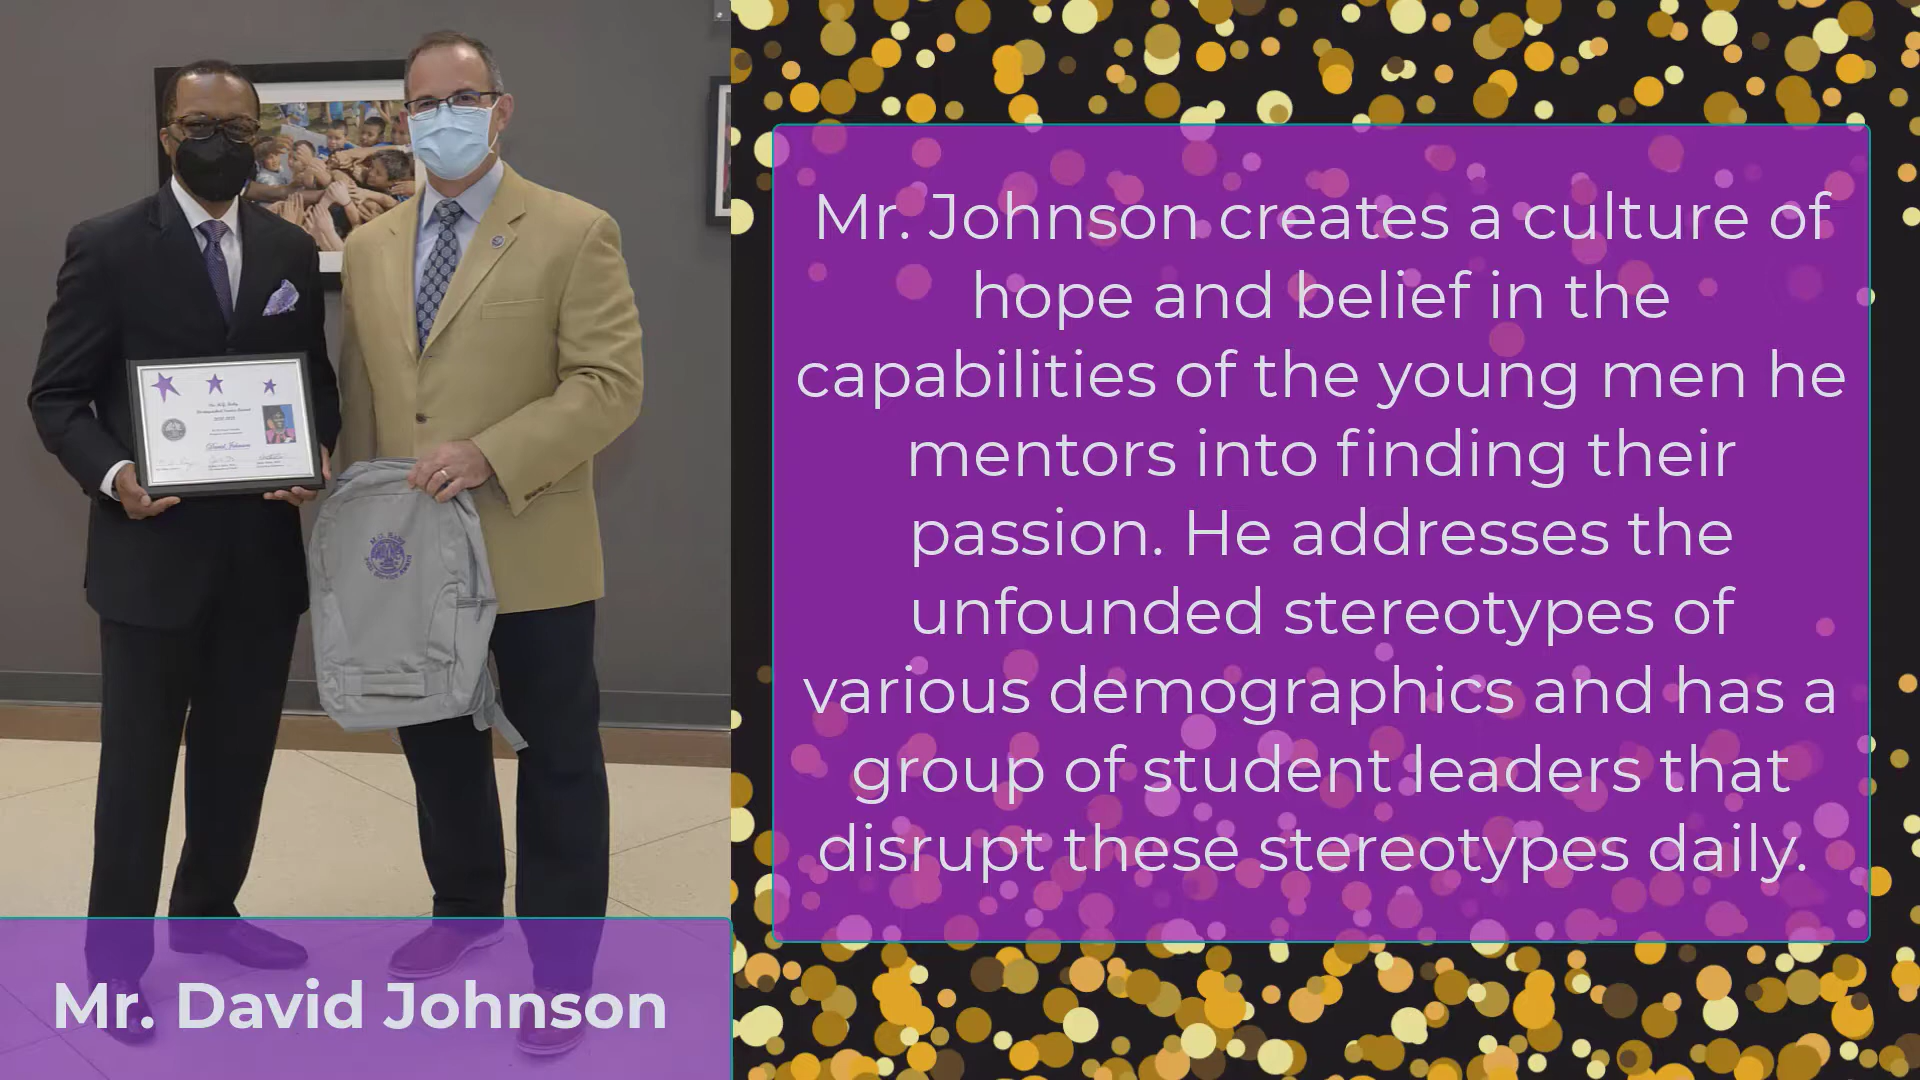 Mr. Johnson creates a culture of
hope and belief in the
capabilities of the young men he
mentors into finding their
passion. He addresses the
unfounded stereotypes of
various demographics and has a
group of student leaders that
disrupt these stereotypes daily.
David Johnson
Mr. David Johnson